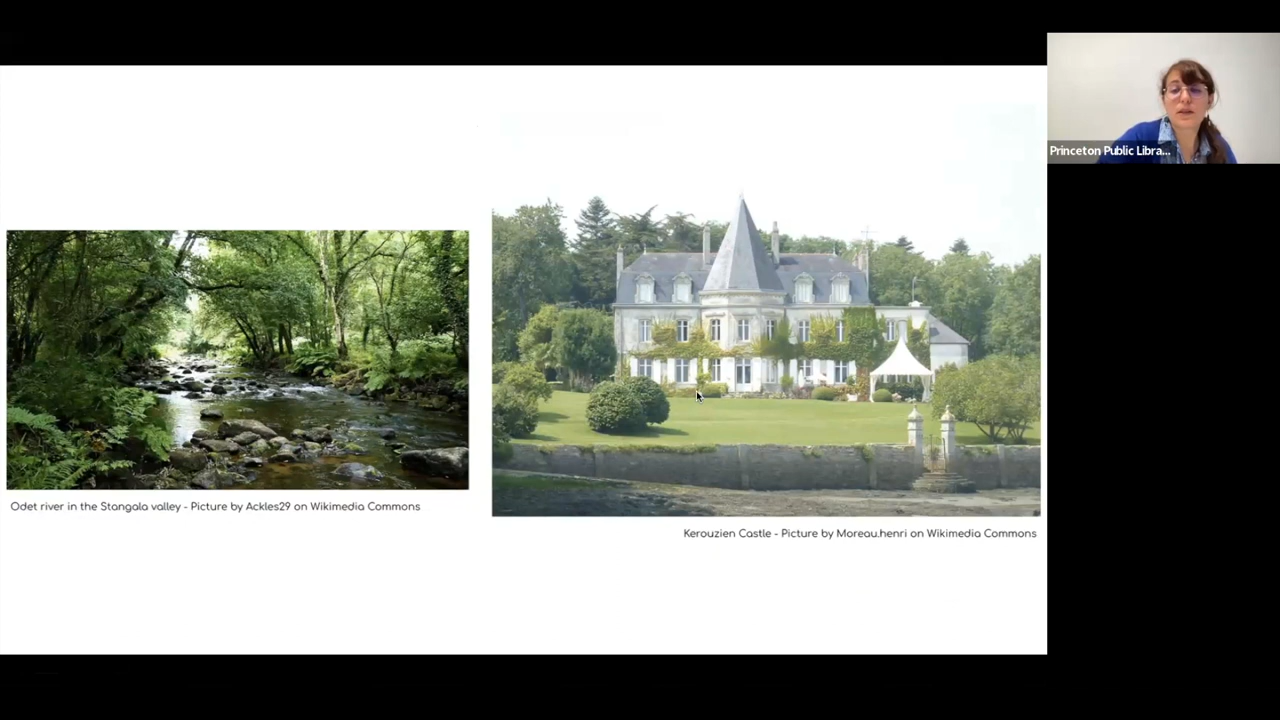 Princeton Public Libra...
Odet river in the Stangala valley - Picture by Ackles29 on Wikimedia Commons
Kerouzien Castle - Picture by Moreau.henri on Wikimedia Commons